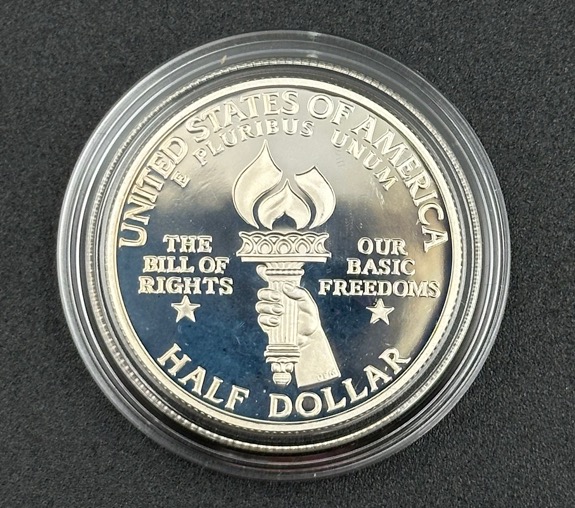 UNITED STATES OF AMERICA
E PLURIBUS UNUM
THE
BILL OF
RIGHTS
OUR
BASIC
FREEDOMS
HALF DOLLAR